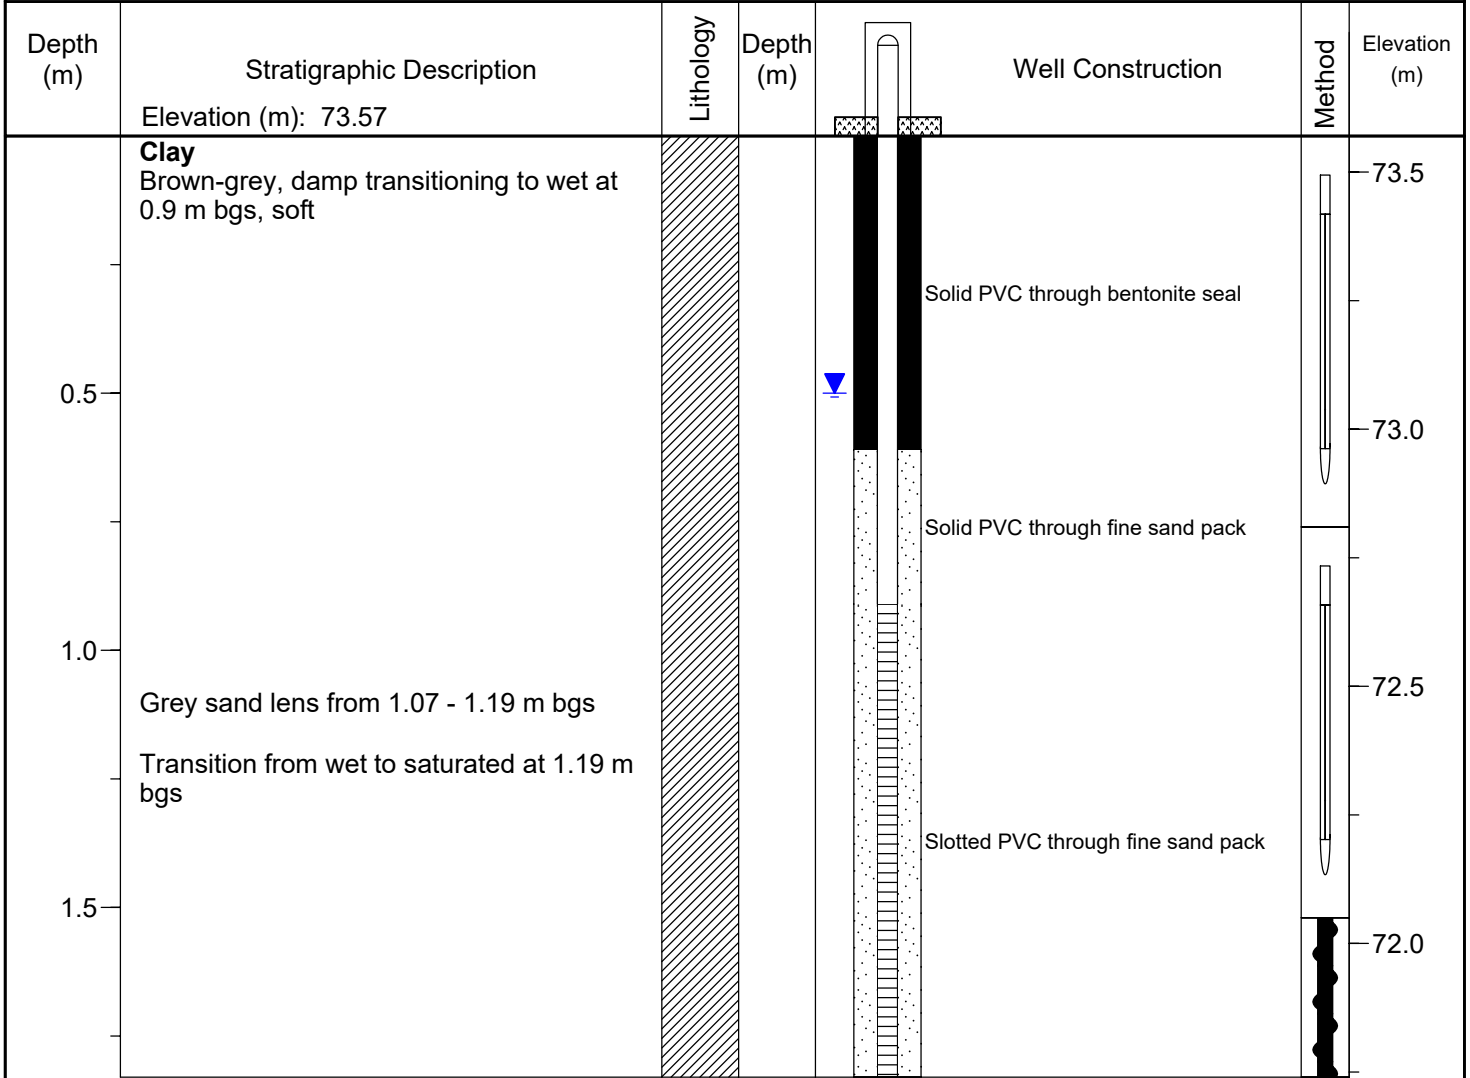 Depth
(m)
Stratigraphic Description
Elevation (m): 73.57
Lithology
Depth
(m)
Well Construction
Method
Elevation
(m)
Clay
Brown-grey, damp transitioning to wet at
0.9 m bgs, soft
73.5
Solid PVC through bentonite seal
0.5
73.0
Solid PVC through fine sand pack
1.0
Grey sand lens from 1.07 - 1.19 m bgs
72.5
Transition from wet to saturated at 1.19 m
bgs
Slotted PVC through fine sand pack
1.5
72.0